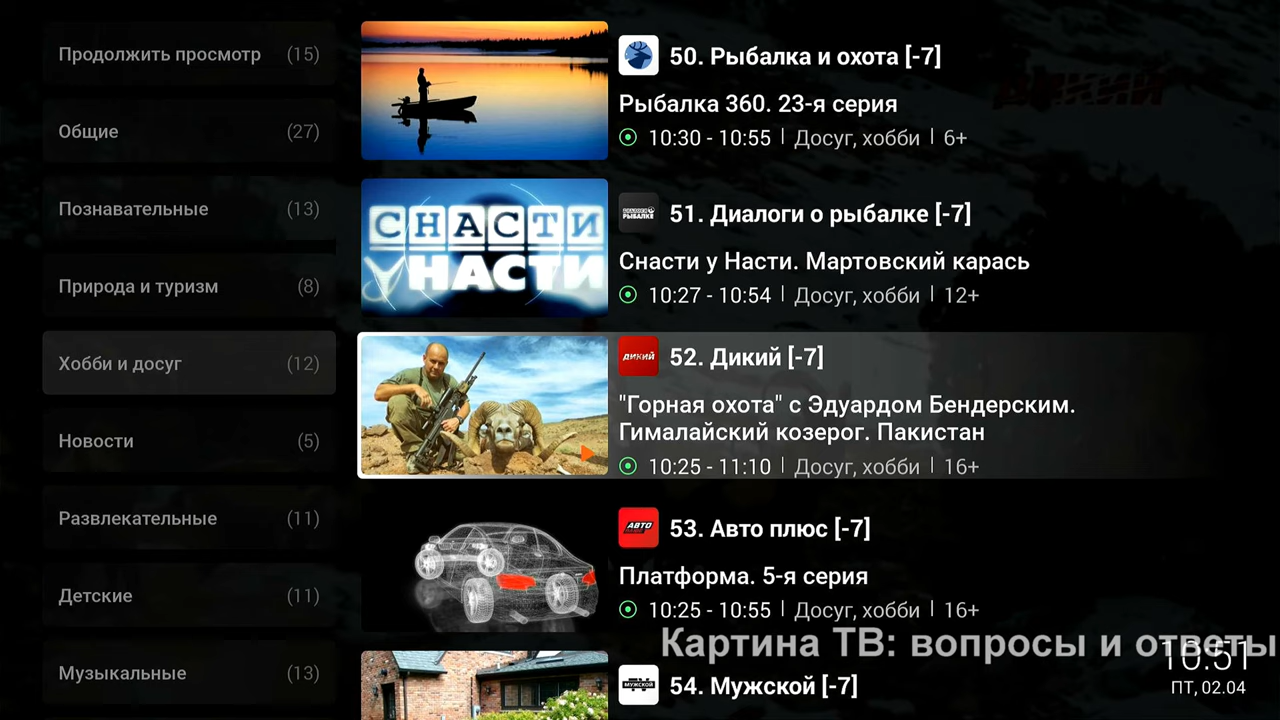 Продолжить просмотр (15)
Общие (27)
Познавательные (13)
Природа и туризм (8)
Хобби и досуг (12)
Новости (5)
Развлекательные (11)
Детские (11)
Музыкальные (13)
50. Рыбалка и охота [-7]
Рыбалка 360. 23-я серия
10:30 - 10:55 | Досуг, хобби | 6+
СНАСТИ
У НАСТИ
ДИАЛОГИ О
РЫБАЛКЕ
51. Диалоги о рыбалке [-7]
Снасти у Насти. Мартовский карась
10:27 - 10:54 | Досуг, хобби | 12+
ДИКИЙ
52. Дикий [-7]
"Горная охота" с Эдуардом Бендерским.
Гималайский козерог. Пакистан
10:25 - 11:10 | Досуг, хобби | 16+
АВТО
53. Авто плюс [-7]
Платформа. 5-я серия
10:25 - 10:55 | Досуг, хобби | 16+
МУЖСКОЙ
54. Мужской [-7]
ДИКИЙ
Картина ТВ: вопросы и ответы
10:51
ПТ, 02.04